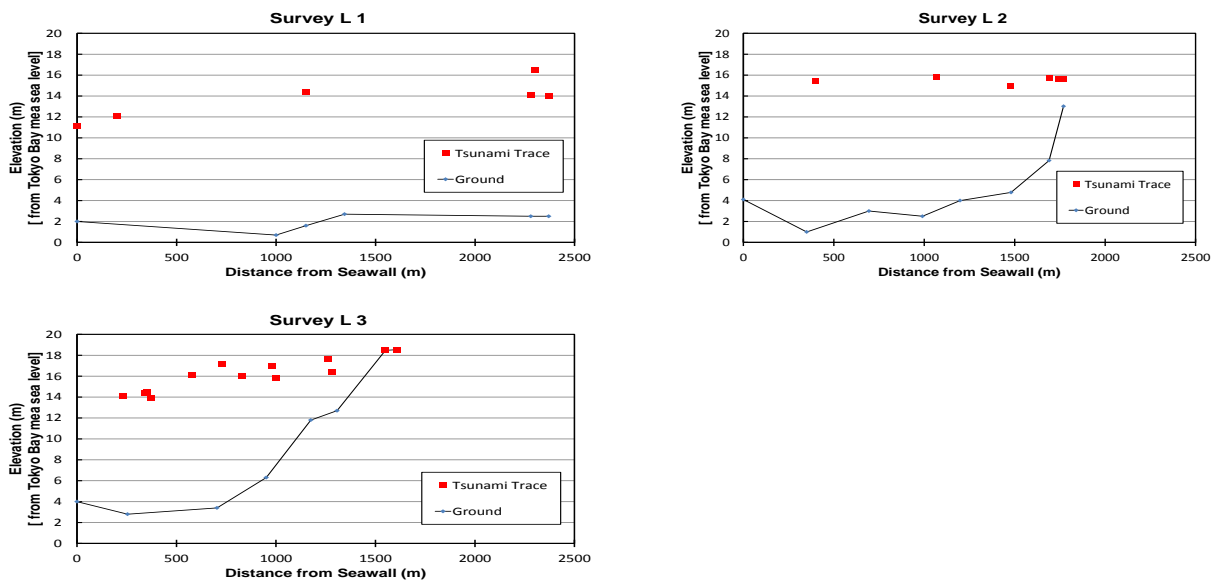 Survey L 1
20
18
16
14
12
10
8
6
4
2
0
Elevation (m)
[ from Tokyo Bay mea sea level]
Tsunami Trace
Ground
0 500 1000 1500 2000 2500
Distance from Seawall (m)
Survey L 2
20
18
16
14
12
10
8
6
4
2
0
Elevation (m)
[ from Tokyo Bay mea sea level]
Tsunami Trace
Ground
0 500 1000 1500 2000 2500
Distance from Seawall (m)
Survey L 3
20
18
16
14
12
10
8
6
4
2
0
Elevation (m)
[ from Tokyo Bay mea sea level]
Tsunami Trace
Ground
0 500 1000 1500 2000 2500
Distance from Seawall (m)